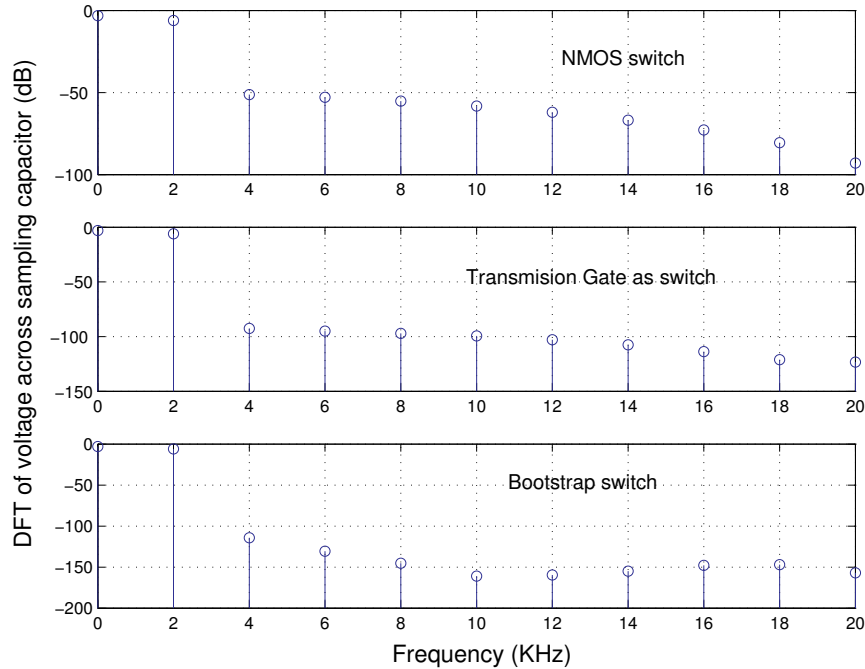 DFT of voltage across sampling capacitor (dB)
0
−50
−100
0 2 4 6 8 10 12 14 16 18 20
NMOS switch
0
−50
−100
−150
0 2 4 6 8 10 12 14 16 18 20
Transmision Gate as switch
0
−50
−100
−150
−200
0 2 4 6 8 10 12 14 16 18 20
Bootstrap switch
Frequency (KHz)